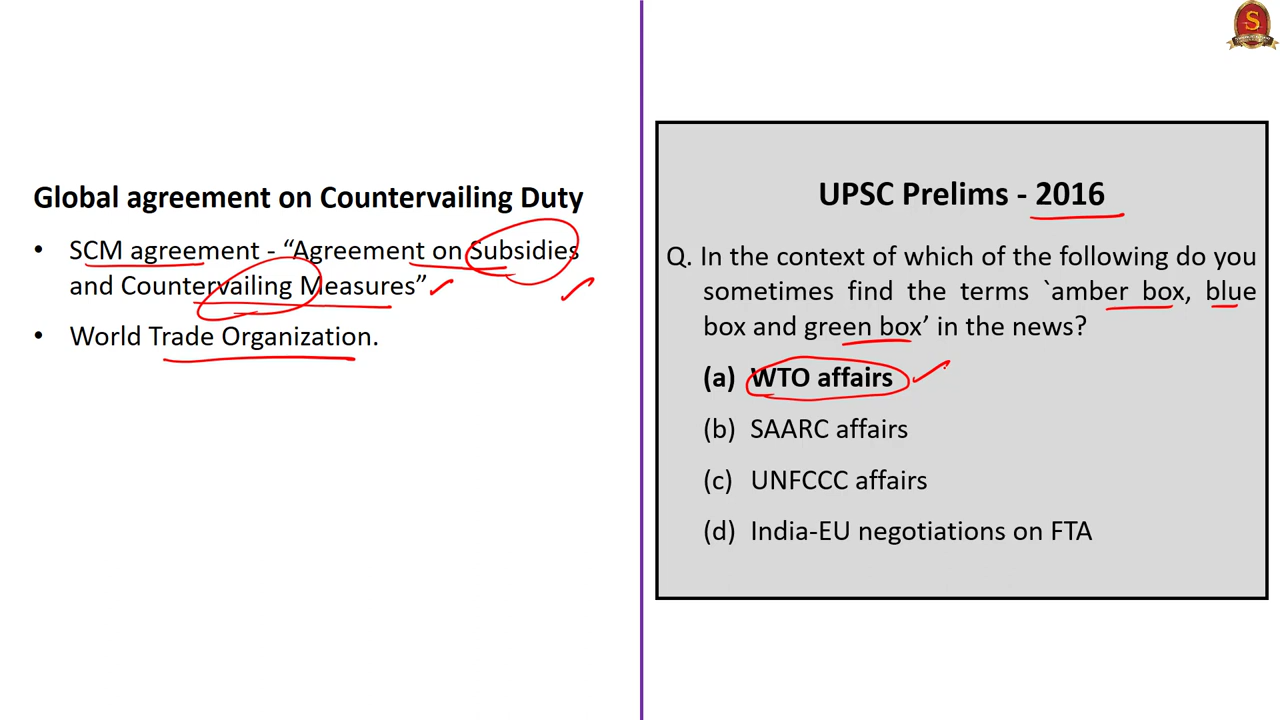 Global agreement on Countervailing Duty
• SCM agreement - “Agreement on Subsidies
and Countervailing Measures”
• World Trade Organization.
UPSC Prelims - 2016
Q. In the context of which of the following do you
sometimes find the terms `amber box, blue
box and green box’ in the news?
(a) WTO affairs
(b) SAARC affairs
(c) UNFCCC affairs
(d) India-EU negotiations on FTA
S